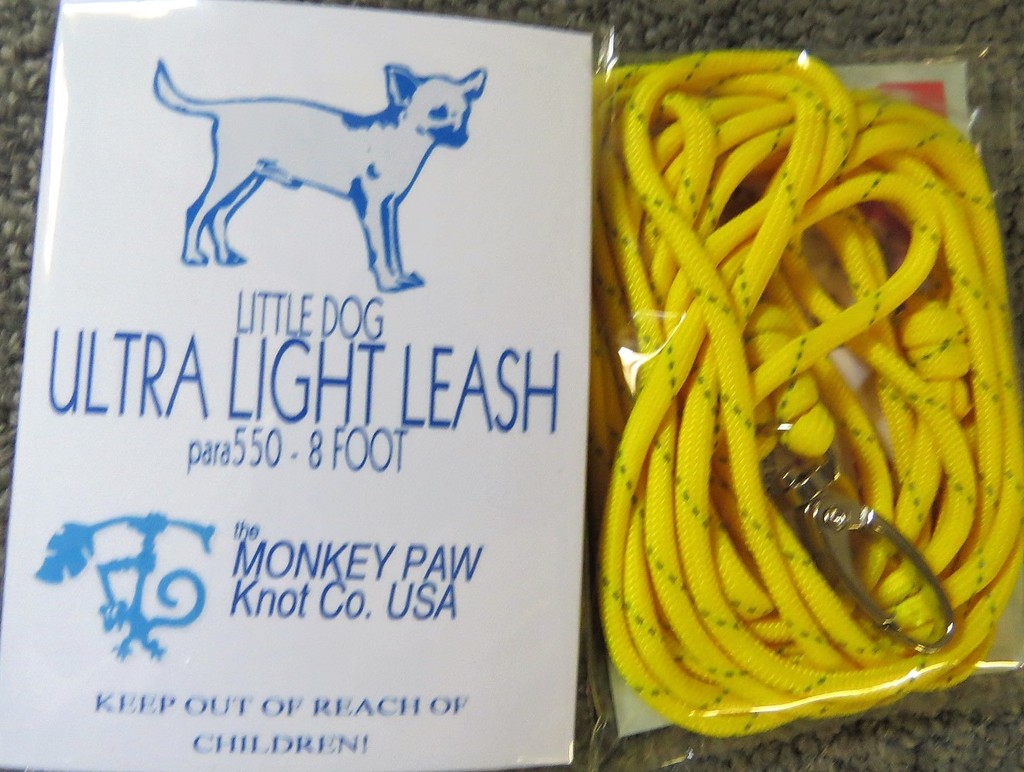 LITTLE DOG
ULTRA LIGHT LEASH
para550 - 8 FOOT
the
MONKEY PAW
Knot Co. USA
KEEP OUT OF REACH OF
CHILDREN!